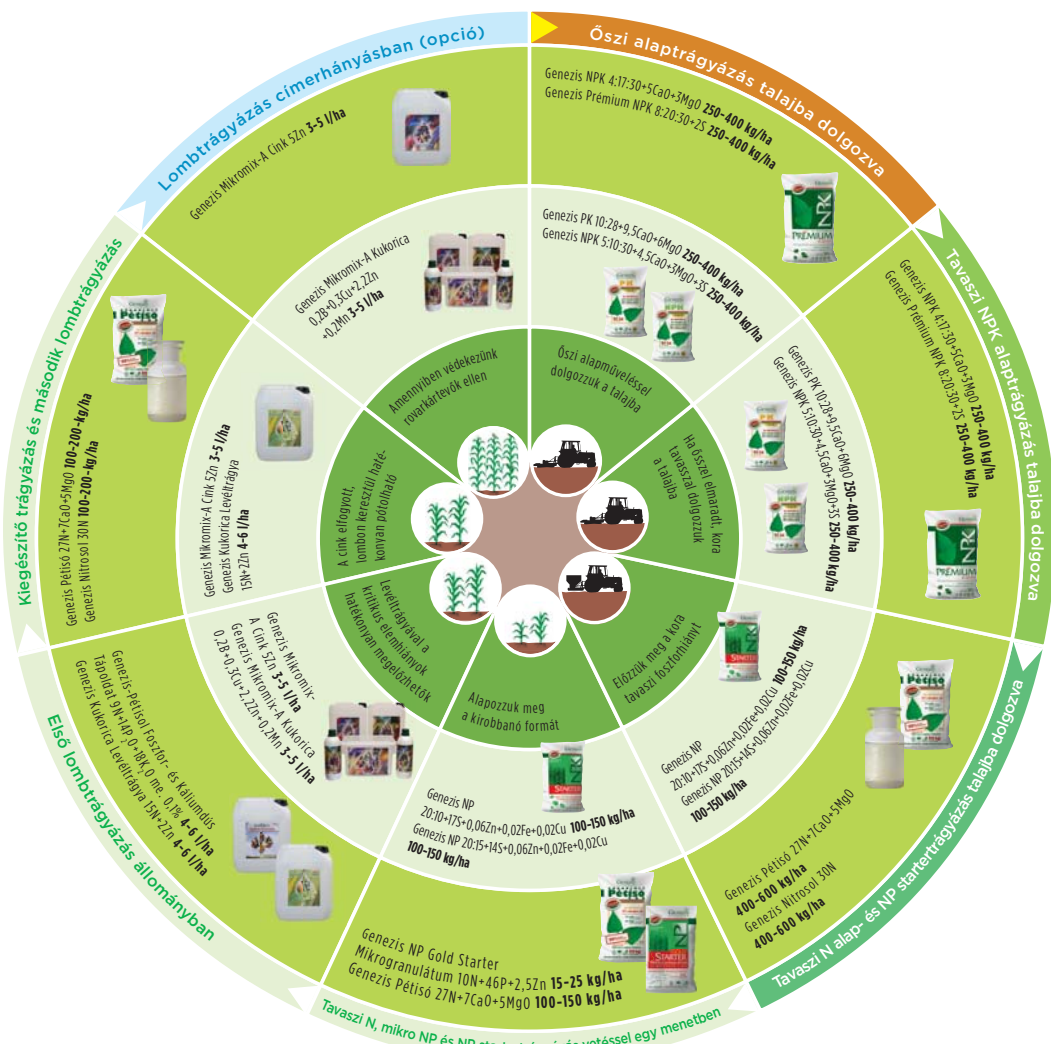 Őszi alaptrágyázás talajba dolgozva
Genezis NPK 4:17:30+5CaO+3MgO 250-400 kg/ha
Genezis Prémium NPK 8:20:30+2S 250-400 kg/ha
Genezis PK 10:28+9,5CaO+6MgO 250-400 kg/ha
Genezis NPK 5:10:30+4,5CaO+3MgO+3S 250-400 kg/ha
Őszi alapműveléssel
dolgozzuk a talajba
Tavaszi NPK alaptrágyázás talajba dolgozva
Genezis NPK 4:17:30+5CaO+3MgO 250-400 kg/ha
Genezis Prémium NPK 8:20:30+2S 250-400 kg/ha
Genezis PK 10:28+9,5CaO+6MgO 250-400 kg/ha
Genezis NPK 5:10:30+4,5CaO+3MgO+3S 250-400 kg/ha
Ha ősszel elmaradt, kora
tavasszal dolgozzuk
a talajba
Tavaszi N alap- és NP startertrágyázás talajba dolgozva
Genezis Pétisó 27N+7CaO+5MgO
400-600 kg/ha
Genezis Nitrosol 30N
400-600 kg/ha
Genezis NP
20:10+17S+0,06Zn+0,02Fe+0,02Cu 100-150 kg/ha
Genezis NP 20:15+14S+0,06Zn+0,02Fe+0,02Cu
100-150 kg/ha
Előzzük meg a kora
tavaszi foszforhiányt
Tavaszi N, mikro NP és NP
vetéssel egy menetben
Genezis NP Gold Starter
Mikrogranulátum 10N+46P+2,5Zn 15-25 kg/ha
Genezis Pétisó 27N+7CaO+5MgO 100-150 kg/ha
Genezis NP
20:10+17S+0,06Zn+0,02Fe+0,02Cu 100-150 kg/ha
Genezis NP 20:15+14S+0,06Zn+0,02Fe+0,02Cu
100-150 kg/ha
Alapozzuk meg
a kirobbanó formát
Első lombtrágyázás állományban
Genezis-Pétisol Foszfor- és Káliumdús
Tápoldat 9N+14P₂O+18K₂O me. 0,1% 4-6 l/ha
Genezis Kukorica Levéltrágya 15N+2Zn 4-6 l/ha
Genezis Mikromix-
A Cink 5Zn 3-5 l/ha
Genezis Mikromix-A Kukorica
0,2B+0,3Cu+2,2Zn+0,2Mn 3-5 l/ha
Levéltrágyával a
kritikus elemhiányok
hatékonyan megelőzhetők
Kiegészítő trágyázás és második lombtrágyázás
Genezis Pétisó 27N+7CaO+5MgO 100-200-kg/ha
Genezis Nitrosol 30N 100-200-kg/ha
Genezis Mikromix-A Cink 5Zn 3-5 l/ha
Genezis Kukorica Levéltrágya
15N+2Zn 4-6 l/ha
A cink elfogyott,
lombon keresztül haté-
konyan pótolható
Lombtrágyázás címerhányásban (opció)
Genezis Mikromix-A Cink 5Zn 3-5 l/ha
Genezis Mikromix-A Kukorica
0,2B+0,3Cu+2,2Zn
+0,2Mn 3-5 l/ha
Amennyiben védekezünk
rovarkártevők ellen